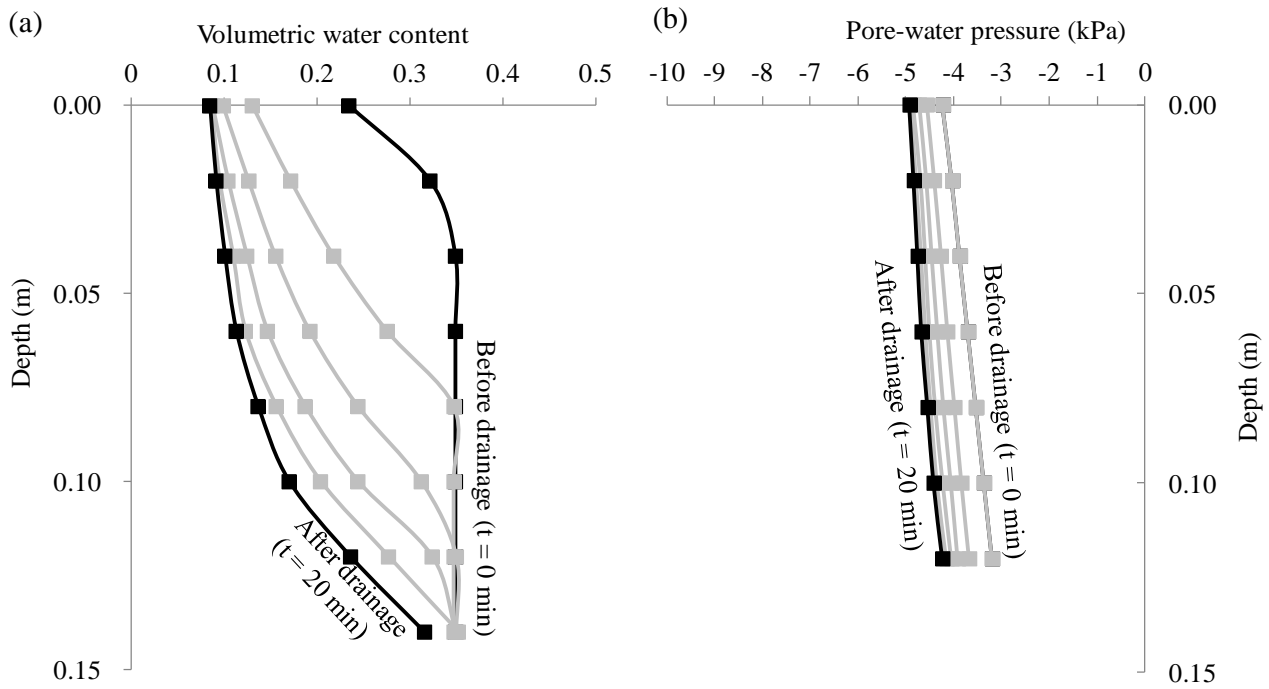 (a)
Volumetric water content
0 0.1 0.2 0.3 0.4 0.5
0.00
0.05
0.10
0.15
Depth (m)
Before drainage (t = 0 min)
After drainage
(t = 20 min)
(b)
Pore-water pressure (kPa)
-10 -9 -8 -7 -6 -5 -4 -3 -2 -1 0
0.00
0.05
0.10
0.15
Depth (m)
After drainage (t = 20 min)
Before drainage (t = 0 min)